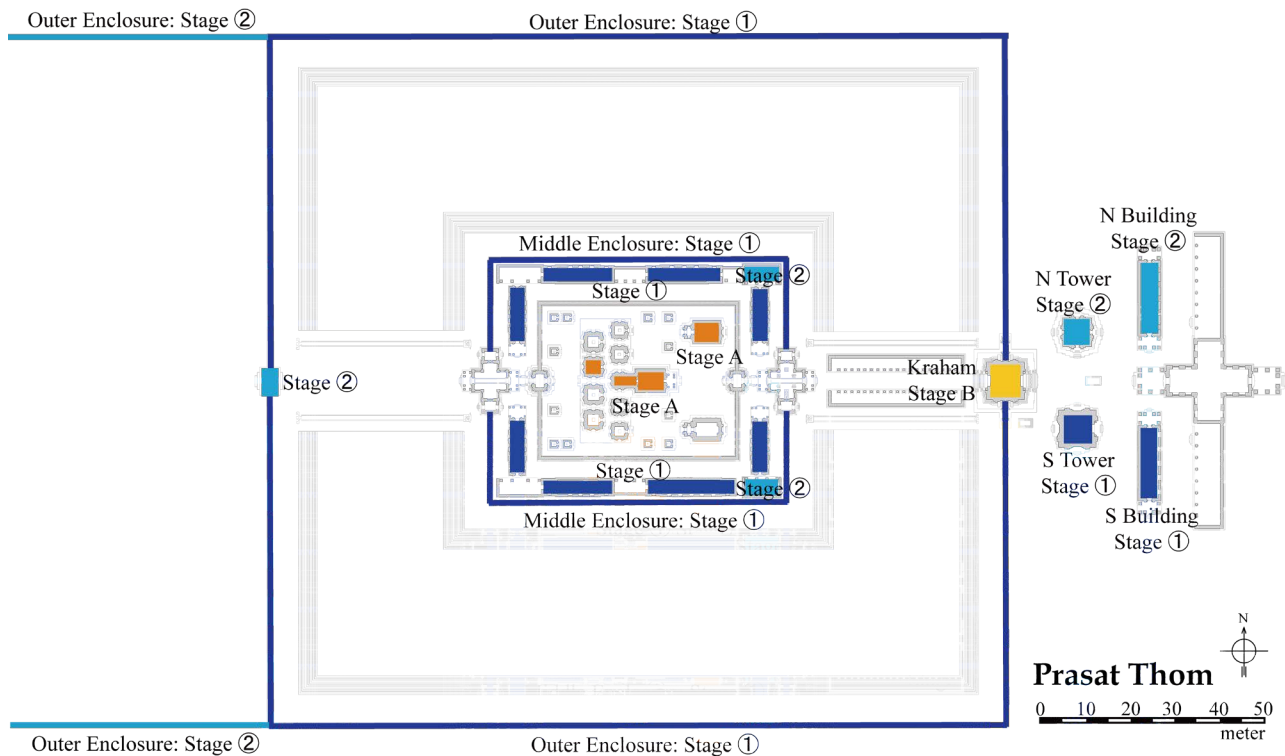 Outer Enclosure: Stage ②
Outer Enclosure: Stage ①
N Building
Stage ②
Middle Enclosure: Stage ①
Stage ②
Stage ①
N Tower
Stage ②
Stage A
Kraham
Stage B
Stage ②
Stage A
Stage ①
Stage ②
S Tower
Stage ①
Middle Enclosure: Stage ①
S Building
Stage ①
N
Prasat Thom
0 10 20 30 40 50
meter
Outer Enclosure: Stage ②
Outer Enclosure: Stage ①